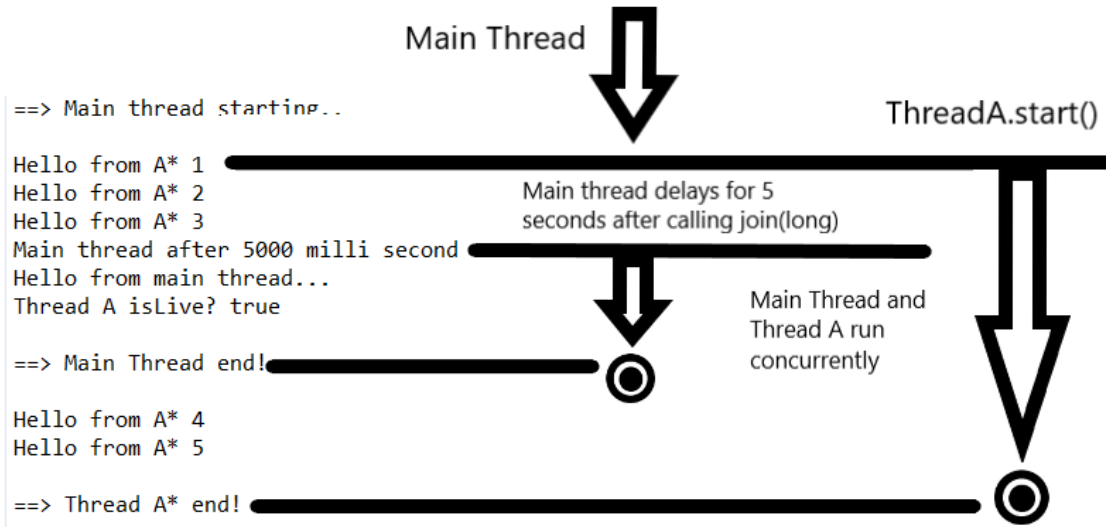 Main Thread
==> Main thread starting..
ThreadA.start()
Hello from A* 1
Hello from A* 2
Hello from A* 3
Main thread delays for 5
seconds after calling join(long)
Main thread after 5000 milli second
Hello from main thread...
Thread A isLive? true
Main Thread and
Thread A run
concurrently
==> Main Thread end!
Hello from A* 4
Hello from A* 5
==> Thread A* end!